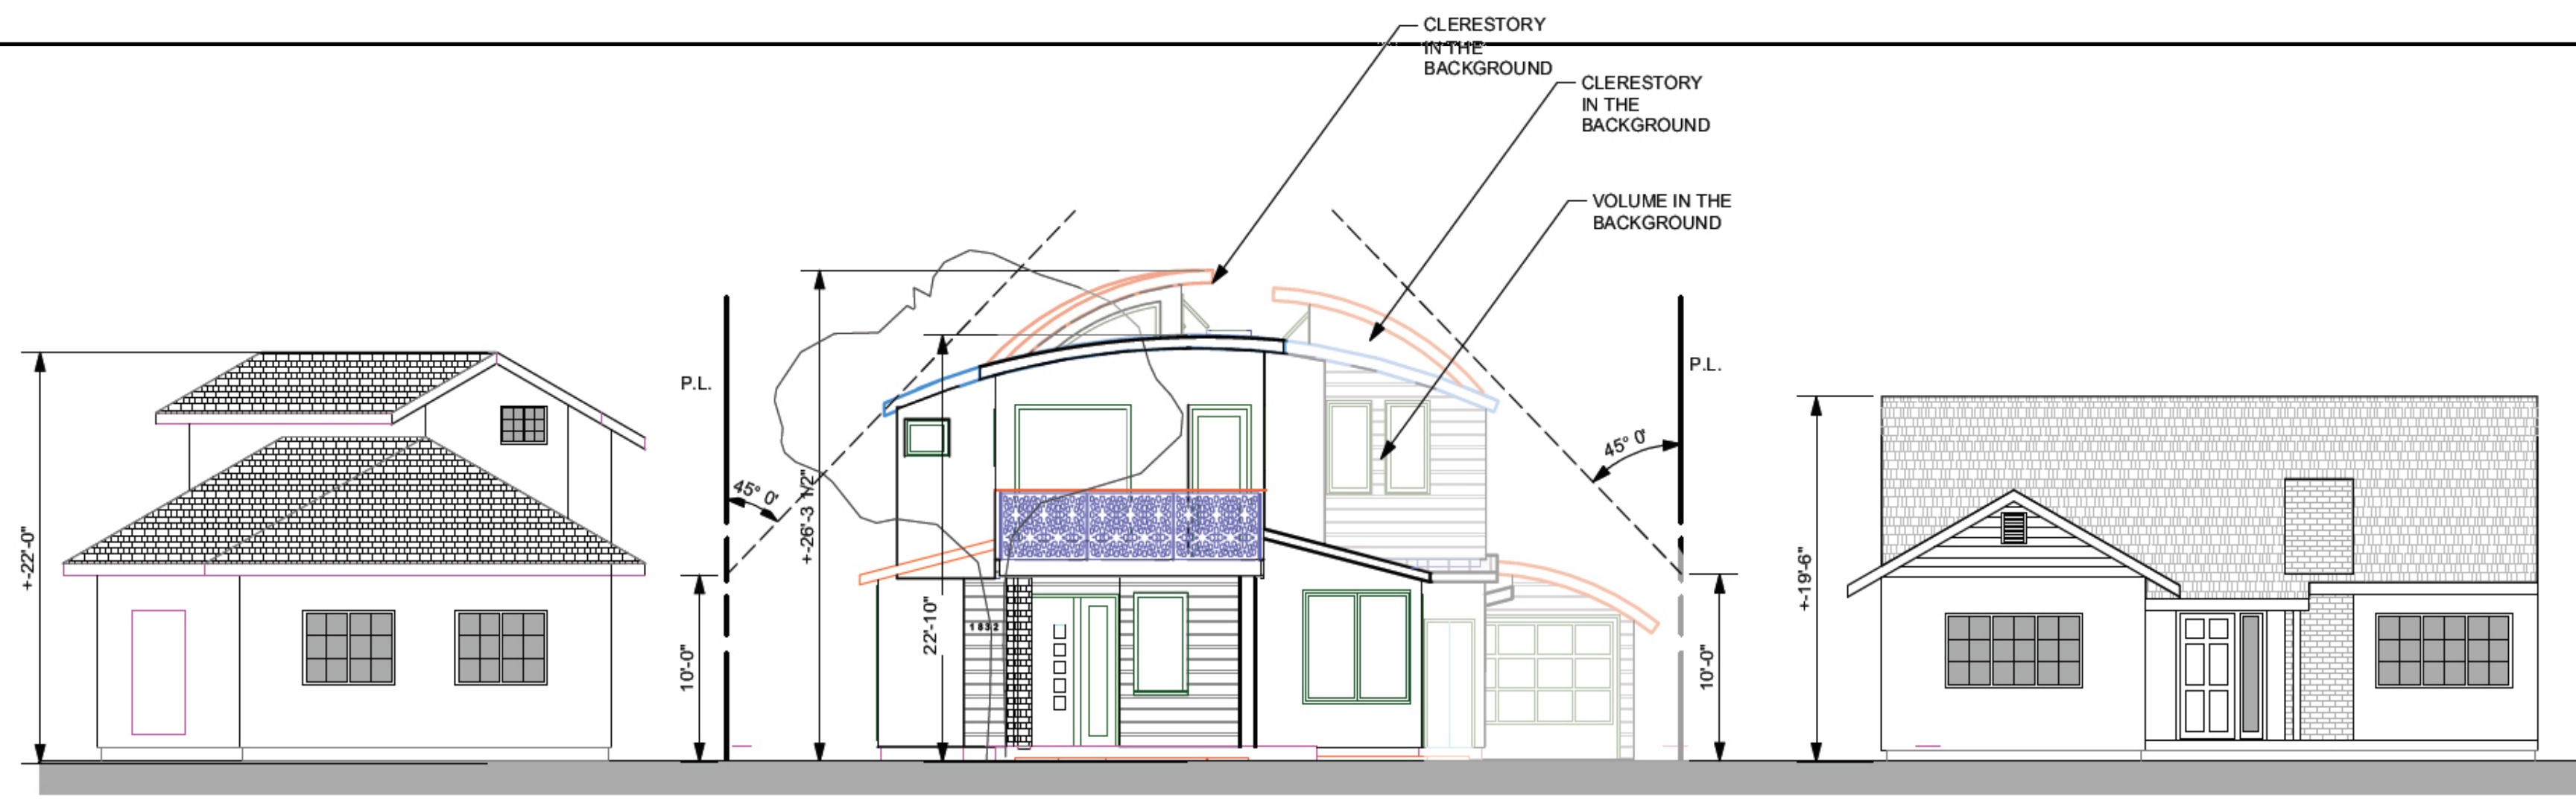 CLERESTORY
IN THE
BACKGROUND
CLERESTORY
IN THE
BACKGROUND
VOLUME IN THE
BACKGROUND
P.L.
P.L.
45° 0'
45° 0'
+-22'-0"
+-26'-3 1/2"
22'-10"
10'-0"
10'-0"
+-19'-6"
1832